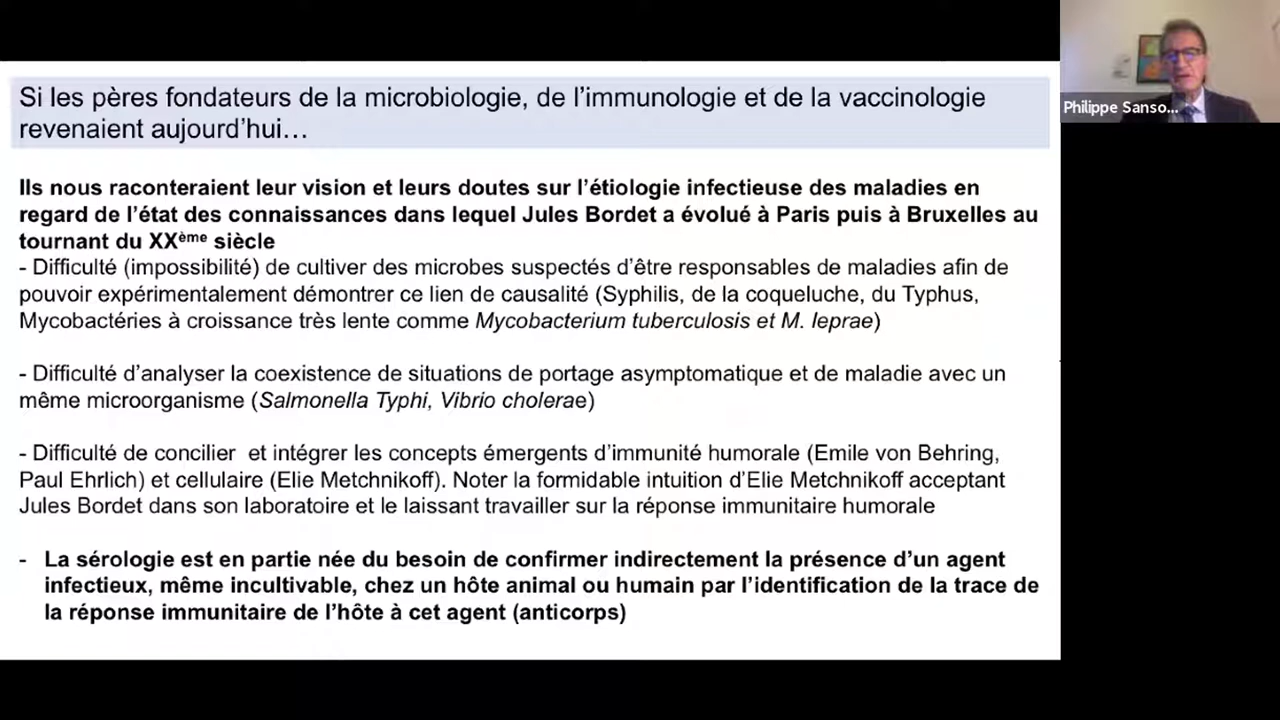 Si les pères fondateurs de la microbiologie, de l’immunologie et de la vaccinologie
revenaient aujourd’hui…
Philippe Sanso...
Ils nous raconteraient leur vision et leurs doutes sur l’étiologie infectieuse des maladies en
regard de l’état des connaissances dans lequel Jules Bordet a évolué à Paris puis à Bruxelles au
tournant du XXème siècle
- Difficulté (impossibilité) de cultiver des microbes suspectés d’être responsables de maladies afin de
pouvoir expérimentalement démontrer ce lien de causalité (Syphilis, de la coqueluche, du Typhus,
Mycobactéries à croissance très lente comme Mycobacterium tuberculosis et M. leprae)
- Difficulté d’analyser la coexistence de situations de portage asymptomatique et de maladie avec un
même microorganisme (Salmonella Typhi, Vibrio cholerae)
- Difficulté de concilier et intégrer les concepts émergents d’immunité humorale (Emile von Behring,
Paul Ehrlich) et cellulaire (Elie Metchnikoff). Noter la formidable intuition d’Elie Metchnikoff acceptant
Jules Bordet dans son laboratoire et le laissant travailler sur la réponse immunitaire humorale
- La sérologie est en partie née du besoin de confirmer indirectement la présence d’un agent
infectieux, même incultivable, chez un hôte animal ou humain par l’identification de la trace de
la réponse immunitaire de l’hôte à cet agent (anticorps)